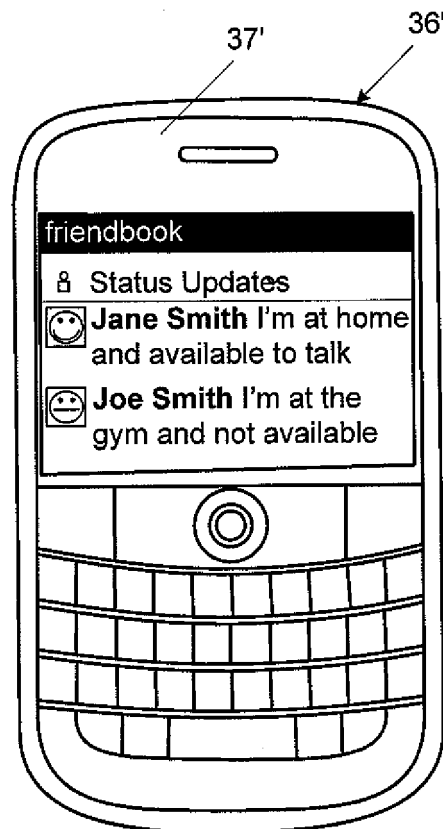 37'
36'
friendbook
Status Updates
Jane Smith I'm at home
and available to talk
Joe Smith I'm at the
gym and not available